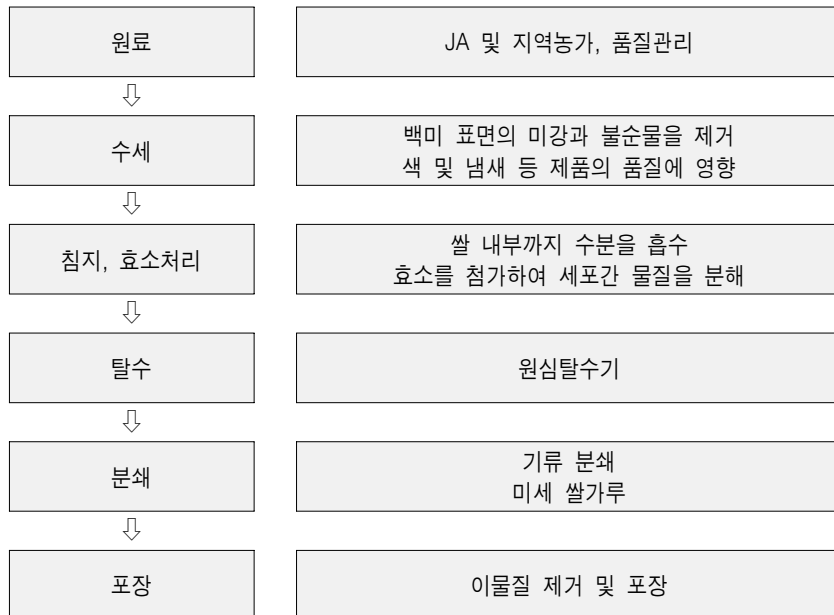 원료
JA 및 지역농가, 품질관리
수세
백미 표면의 미강과 불순물을 제거
색 및 냄새 등 제품의 품질에 영향
침지, 효소처리
쌀 내부까지 수분을 흡수
효소를 첨가하여 세포간 물질을 분해
탈수
원심탈수기
분쇄
기류 분쇄
미세 쌀가루
포장
이물질 제거 및 포장